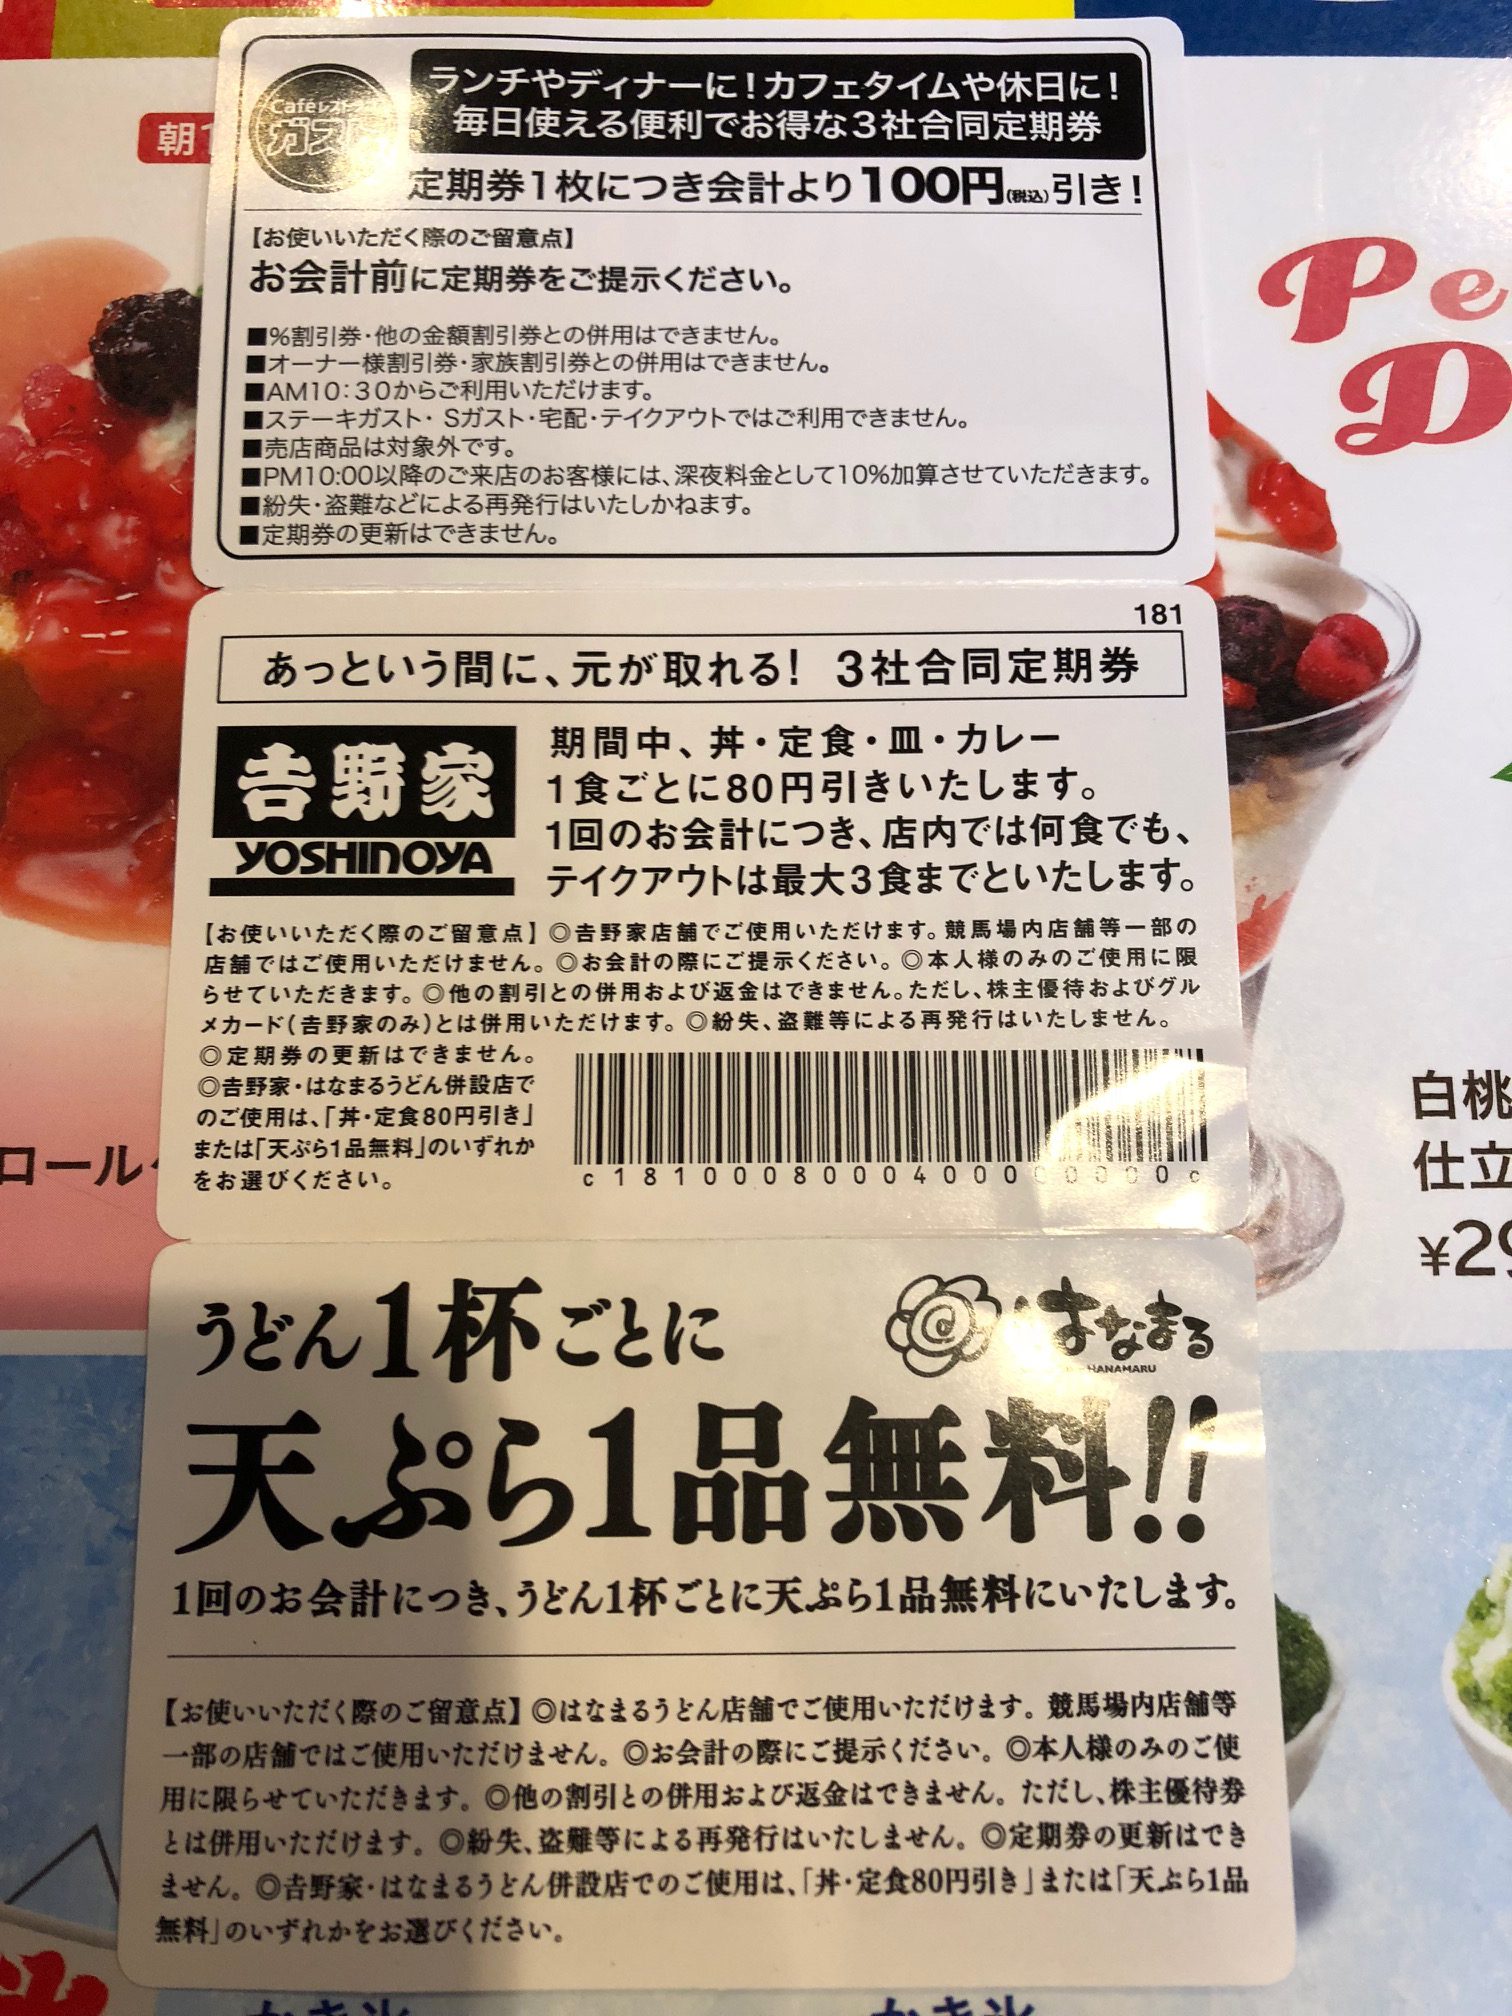 Caféレストラン
ガスト
ランチやディナーに！カフェタイムや休日に！
毎日使える便利でお得な3社合同定期券
定期券1枚につき会計より100円(税込)引き！
【お使いいただく際のご留意点】
お会計前に定期券をご提示ください。
■%割引券・他の金額割引券との併用はできません。
■オーナー様割引券・家族割引券との併用はできません。
■AM10:30からご利用いただけます。
■ステーキガスト・Sガスト・宅配・テイクアウトではご利用できません。
■売店商品は対象外です。
■PM10:00以降のご来店のお客様には、深夜料金として10%加算させていただきます。
■紛失・盗難などによる再発行はいたしかねます。
■定期券の更新はできません。
181
あっという間に、元が取れる！ 3社合同定期券
吉野家
YOSHINOYA
期間中、丼・定食・皿・カレー
1食ごとに80円引きいたします。
1回のお会計につき、店内では何食でも、
テイクアウトは最大3食までといたします。
【お使いいただく際のご留意点】◎吉野家店舗でご使用いただけます。競馬場内店舗等一部の
店舗ではご使用いただけません。◎お会計の際にご提示ください。◎本人様のみのご使用に限
らせていただきます。◎他の割引との併用および返金はできません。ただし、株主優待およびグル
メカード(吉野家のみ)とは併用いただけます。◎紛失、盗難等による再発行はいたしません。
◎定期券の更新はできません。
◎吉野家・はなまるうどん併設店で
のご使用は、「丼・定食80円引き」
または「天ぷら1品無料」のいずれか
をお選びください。
c18100080004000000000c
うどん1杯ごとに
はなまる
HANAMARU
天ぷら1品無料!!
1回のお会計につき、うどん1杯ごとに天ぷら1品無料にいたします。
【お使いいただく際のご留意点】◎はなまるうどん店舗でご使用いただけます。競馬場内店舗等
一部の店舗ではご使用いただけません。◎お会計の際にご提示ください。◎本人様のみのご使
用に限らせていただきます。◎他の割引との併用および返金はできません。ただし、株主優待券
とは併用いただけます。◎紛失、盗難等による再発行はいたしません。◎定期券の更新はでき
ません。◎吉野家・はなまるうどん併設店でのご使用は、「丼・定食80円引き」または「天ぷら1品
無料」のいずれかをお選びください。
朝
Pe
D
ロール
白桃
仕立
¥29
かき氷
かき氷